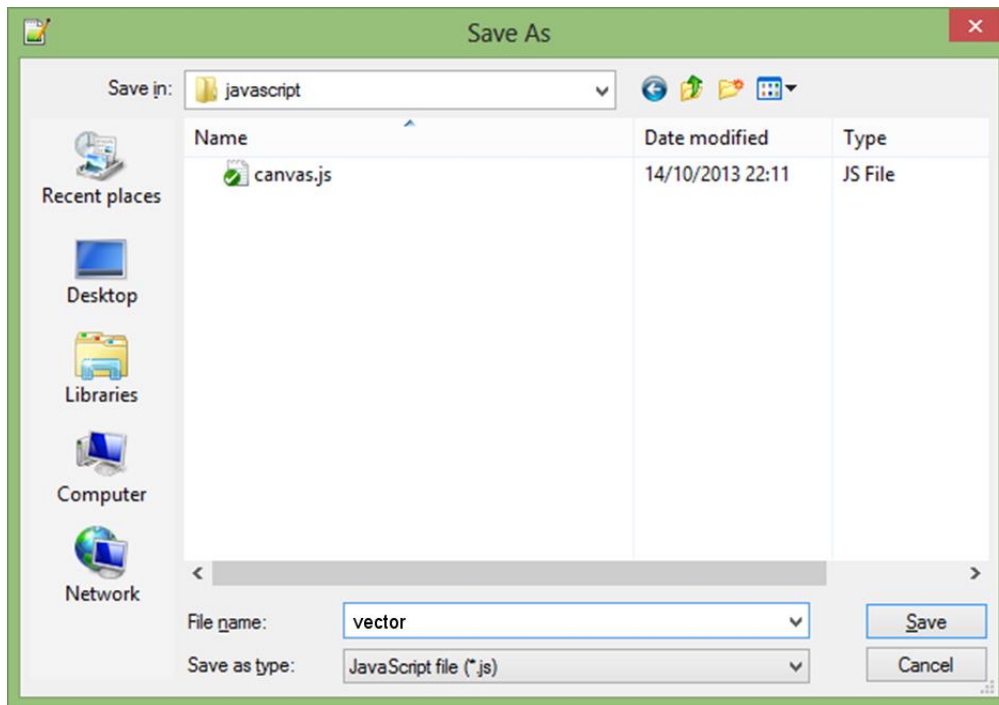 Save As
Save in: javascript
Name Date modified Type
canvas.js 14/10/2013 22:11 JS File
Recent places
Desktop
Libraries
Computer
Network
File name: vector Save
Save as type: JavaScript file (*.js) Cancel